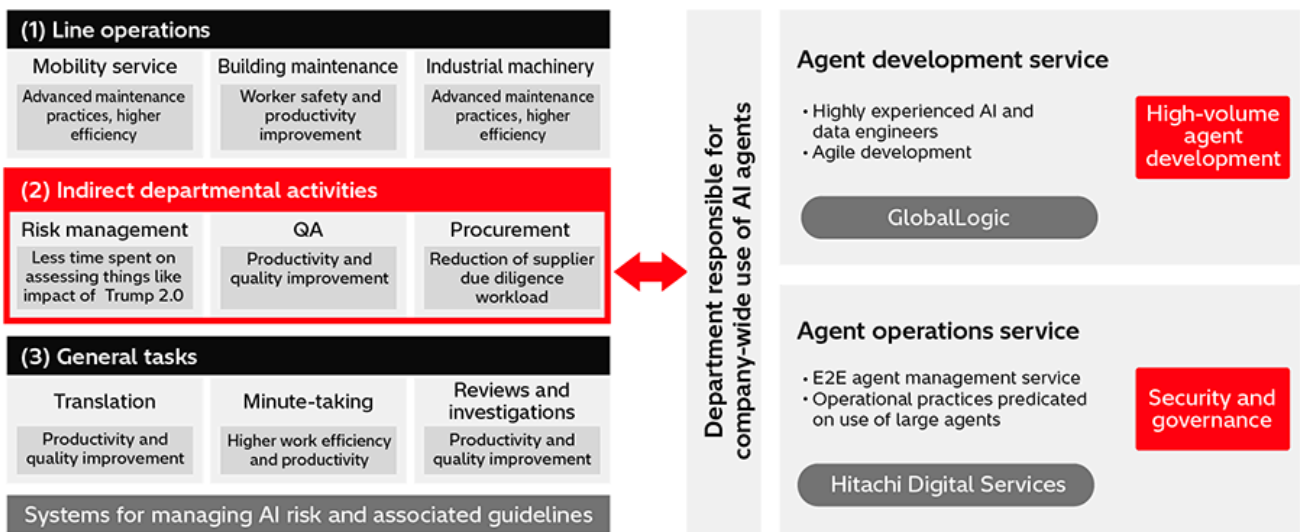 (1) Line operations
Mobility service
Advanced maintenance
practices, higher
efficiency
Building maintenance
Worker safety and
productivity
improvement
Industrial machinery
Advanced maintenance
practices, higher
efficiency
(2) Indirect departmental activities
Risk management
Less time spent on
assessing things like
impact of Trump 2.0
QA
Productivity and
quality improvement
Procurement
Reduction of supplier
due diligence
workload
(3) General tasks
Translation
Productivity and
quality improvement
Minute-taking
Higher work efficiency
and productivity
Reviews and
investigations
Productivity and
quality improvement
Systems for managing AI risk and associated guidelines
Department responsible for
company-wide use of AI agents
Agent development service
• Highly experienced AI and
data engineers
• Agile development
High-volume
agent
development
GlobalLogic
Agent operations service
• E2E agent management service
• Operational practices predicated
on use of large agents
Security and
governance
Hitachi Digital Services